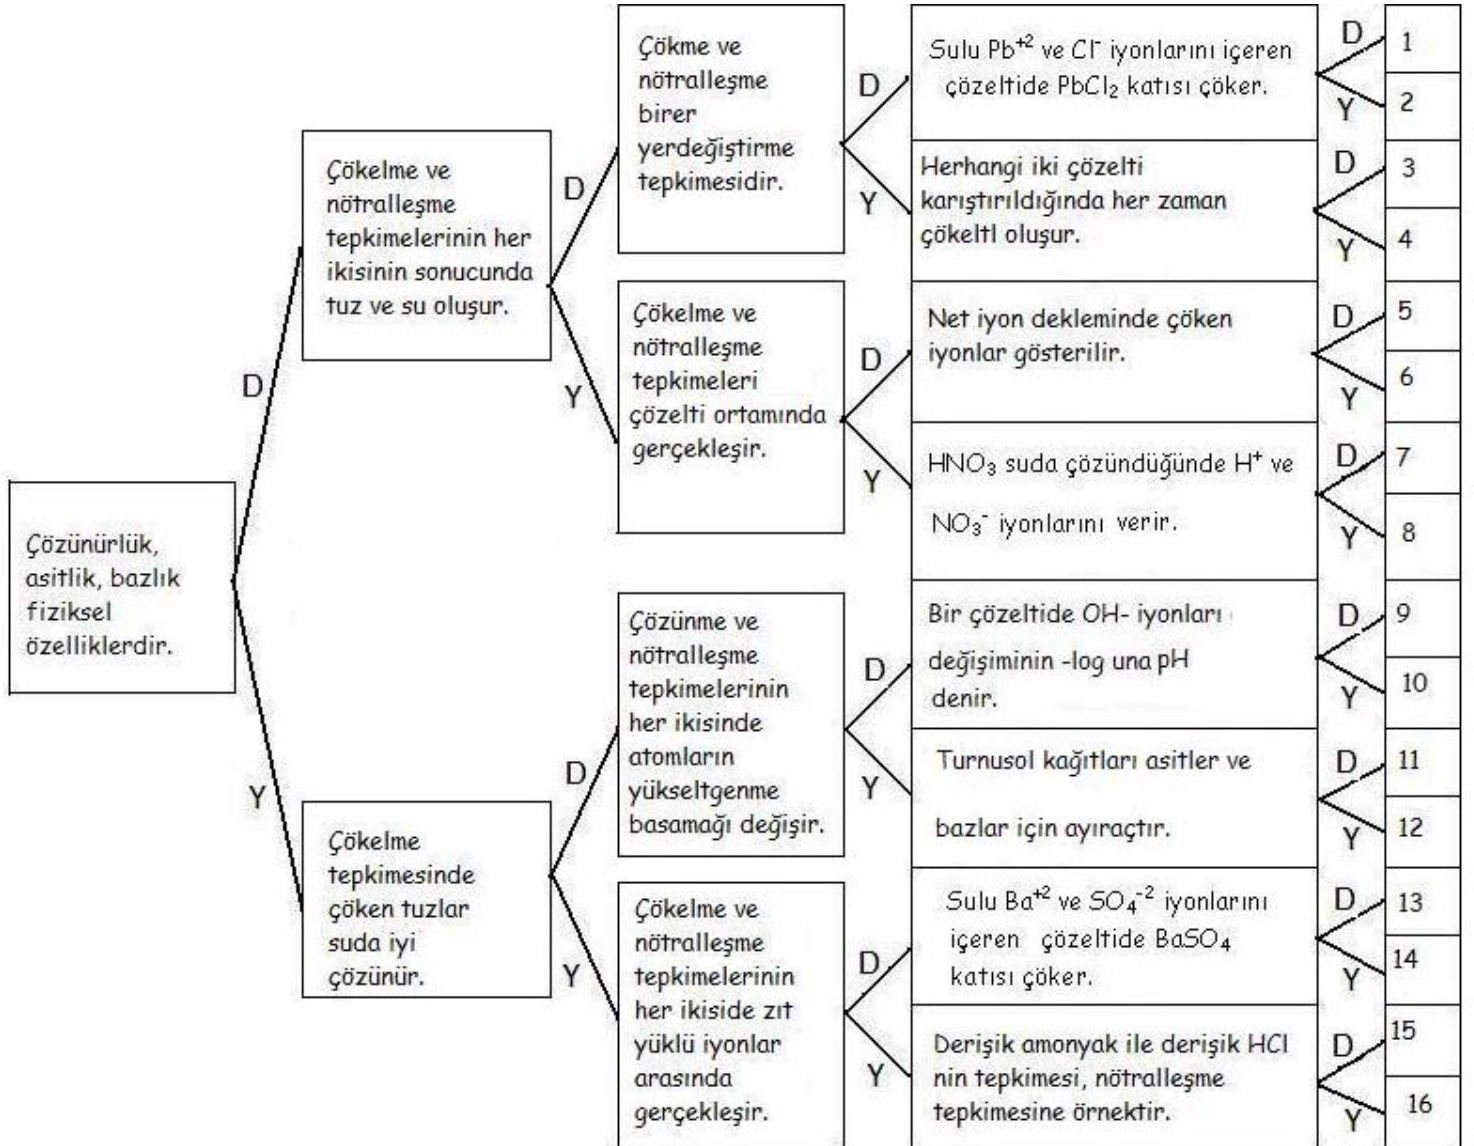 Çözünürlük,
asitlik, bazlık
fiziksel
özelliklerdir.
D
Y
Çökelme ve
nötralleşme
tepkimelerinin her
ikisinin sonucunda
tuz ve su oluşur.
D
Y
Çökelme
tepkimesinde
çöken tuzlar
suda iyi
çözünür.
D
Y
Çökme ve
nötralleşme
birer
yerdeğiştirme
tepkimesidir.
D
Y
Çökelme ve
nötralleşme
tepkimeleri
çözelti ortamında
gerçekleşir.
D
Y
Çözünme ve
nötralleşme
tepkimelerinin
her ikisinde
atomların
yükseltgenme
basamağı değişir.
D
Y
Çökelme ve
nötralleşme
tepkimelerinin
her ikiside zıt
yüklü iyonlar
arasında
gerçekleşir.
D
Y
Sulu Pb⁺² ve Cl⁻ iyonlarını içeren
çözeltide PbCl₂ katısı çöker.
D 1
Y 2
Herhangi iki çözelti
karıştırıldığında her zaman
çökeltl oluşur.
D 3
Y 4
Net iyon dekleminde çöken
iyonlar gösterilir.
D 5
Y 6
HNO₃ suda çözündüğünde H⁺ ve
NO₃⁻ iyonlarını verir.
D 7
Y 8
Bir çözeltide OH- iyonları
değişiminin -log una pH
denir.
D 9
Y 10
Turnusol kağıtları asitler ve
bazlar için ayıraçtır.
D 11
Y 12
Sulu Ba⁺² ve SO₄⁻² iyonlarını
içeren çözeltide BaSO₄
katısı çöker.
D 13
Y 14
Derişik amonyak ile derişik HCl
nin tepkimesi, nötralleşme
tepkimesine örnektir.
D 15
Y 16